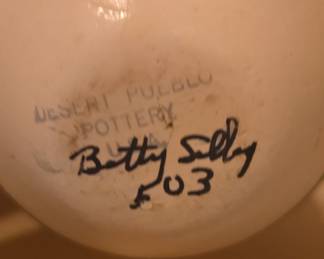 DESERT PUEBLO
POTTERY
U.S.A.
Betty Selby
03